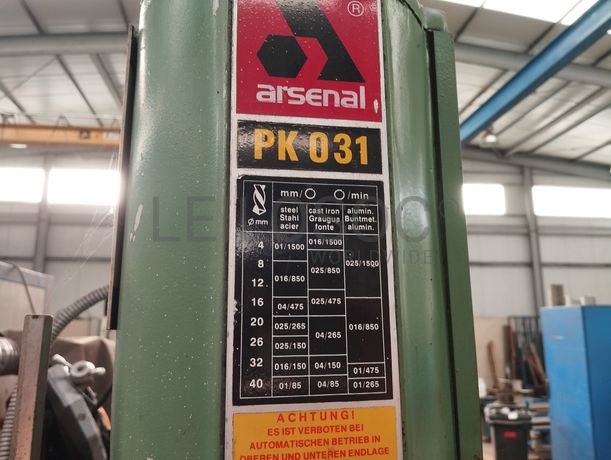 ®
arsenal
PK 031
mm/○ ○/min
Ø mm
steel Stahl acier
cast iron Grauguss fonte
alumin. Buntmet. alumin.
4 01/1500 016/1500
8 025/850 025/1500
12 016/850
16 04/475 025/475
20 025/265 04/265 016/850
26 025/150
32 016/150 04/150 01/475
40 01/85 04/85 01/265
ACHTUNG!
ES IST VERBOTEN BEI
AUTOMATISCHEN BETRIEB IN
OBEREN UND UNTEREN ENDLAGE
WORLDWIDE